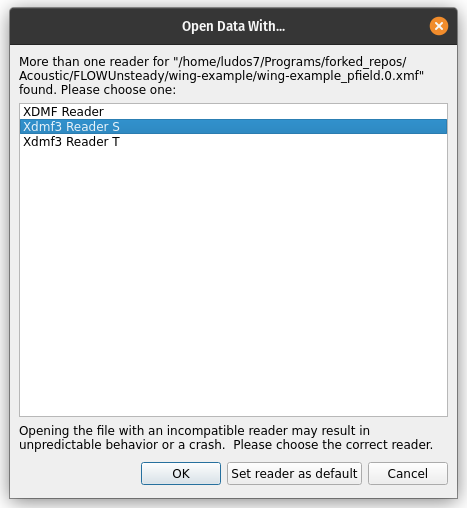 Open Data With...
More than one reader for "/home/ludos7/Programs/forked_repos/
Acoustic/FLOWUnsteady/wing-example/wing-example_pfield.0.xmf"
found. Please choose one:
XDMF Reader
Xdmf3 Reader S
Xdmf3 Reader T
Opening the file with an incompatible reader may result in
unpredictable behavior or a crash.  Please choose the correct reader.
OK
Set reader as default
Cancel